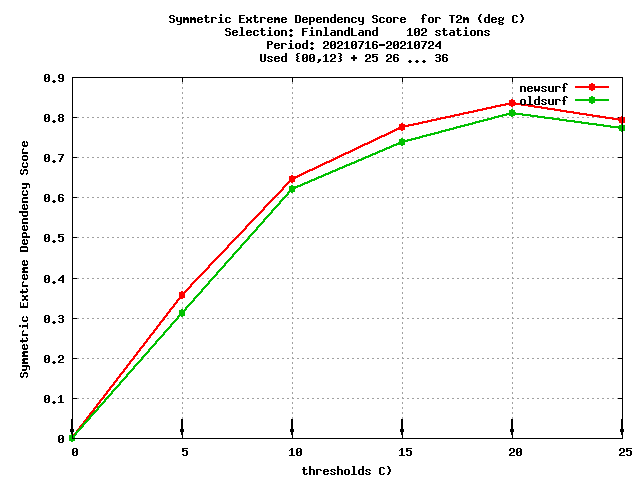 Symmetric Extreme Dependency Score  for T2m (deg C)
Selection: FinlandLand    102 stations
Period: 20210716-20210724
Used {00,12} + 25 26 ... 36
newsurf
oldsurf
Symmetric Extreme Dependency Score
0.9
0.8
0.7
0.6
0.5
0.4
0.3
0.2
0.1
0
0 5 10 15 20 25
thresholds C)